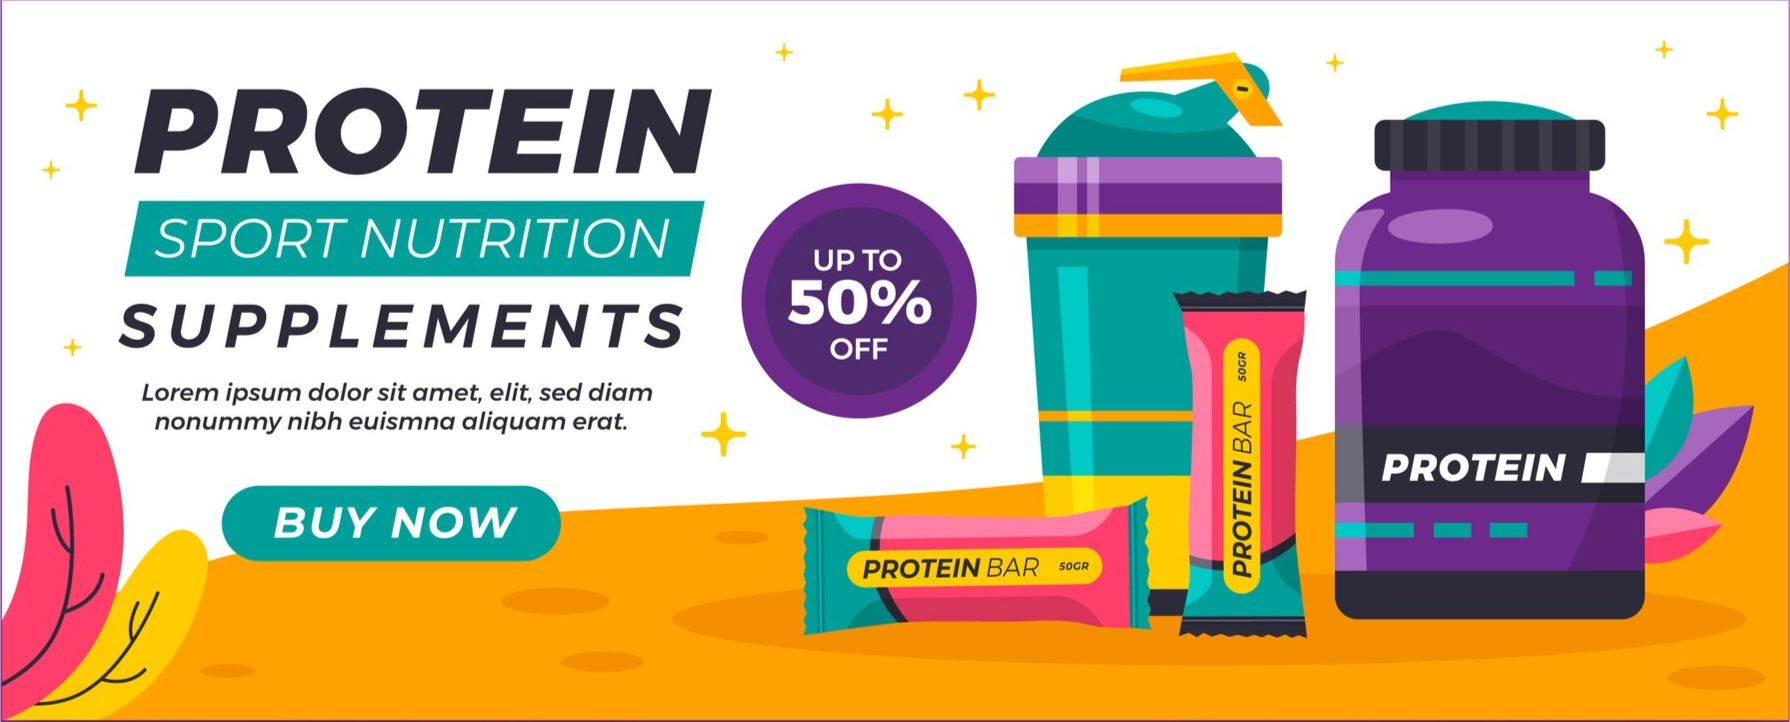 PROTEIN
SPORT NUTRITION
SUPPLEMENTS
Lorem ipsum dolor sit amet, elit, sed diam
nonummy nibh euismna aliquam erat.
BUY NOW
UP TO
50%
OFF
PROTEIN BAR 50GR
PROTEIN BAR 50GR
PROTEIN